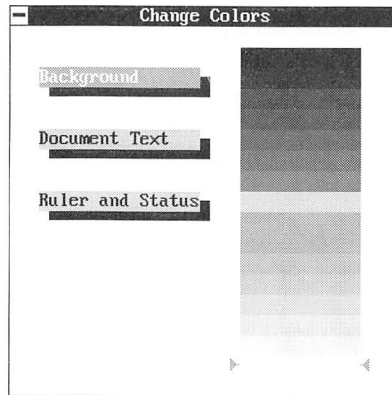 Change Colors
Background
Document Text
Ruler and Status